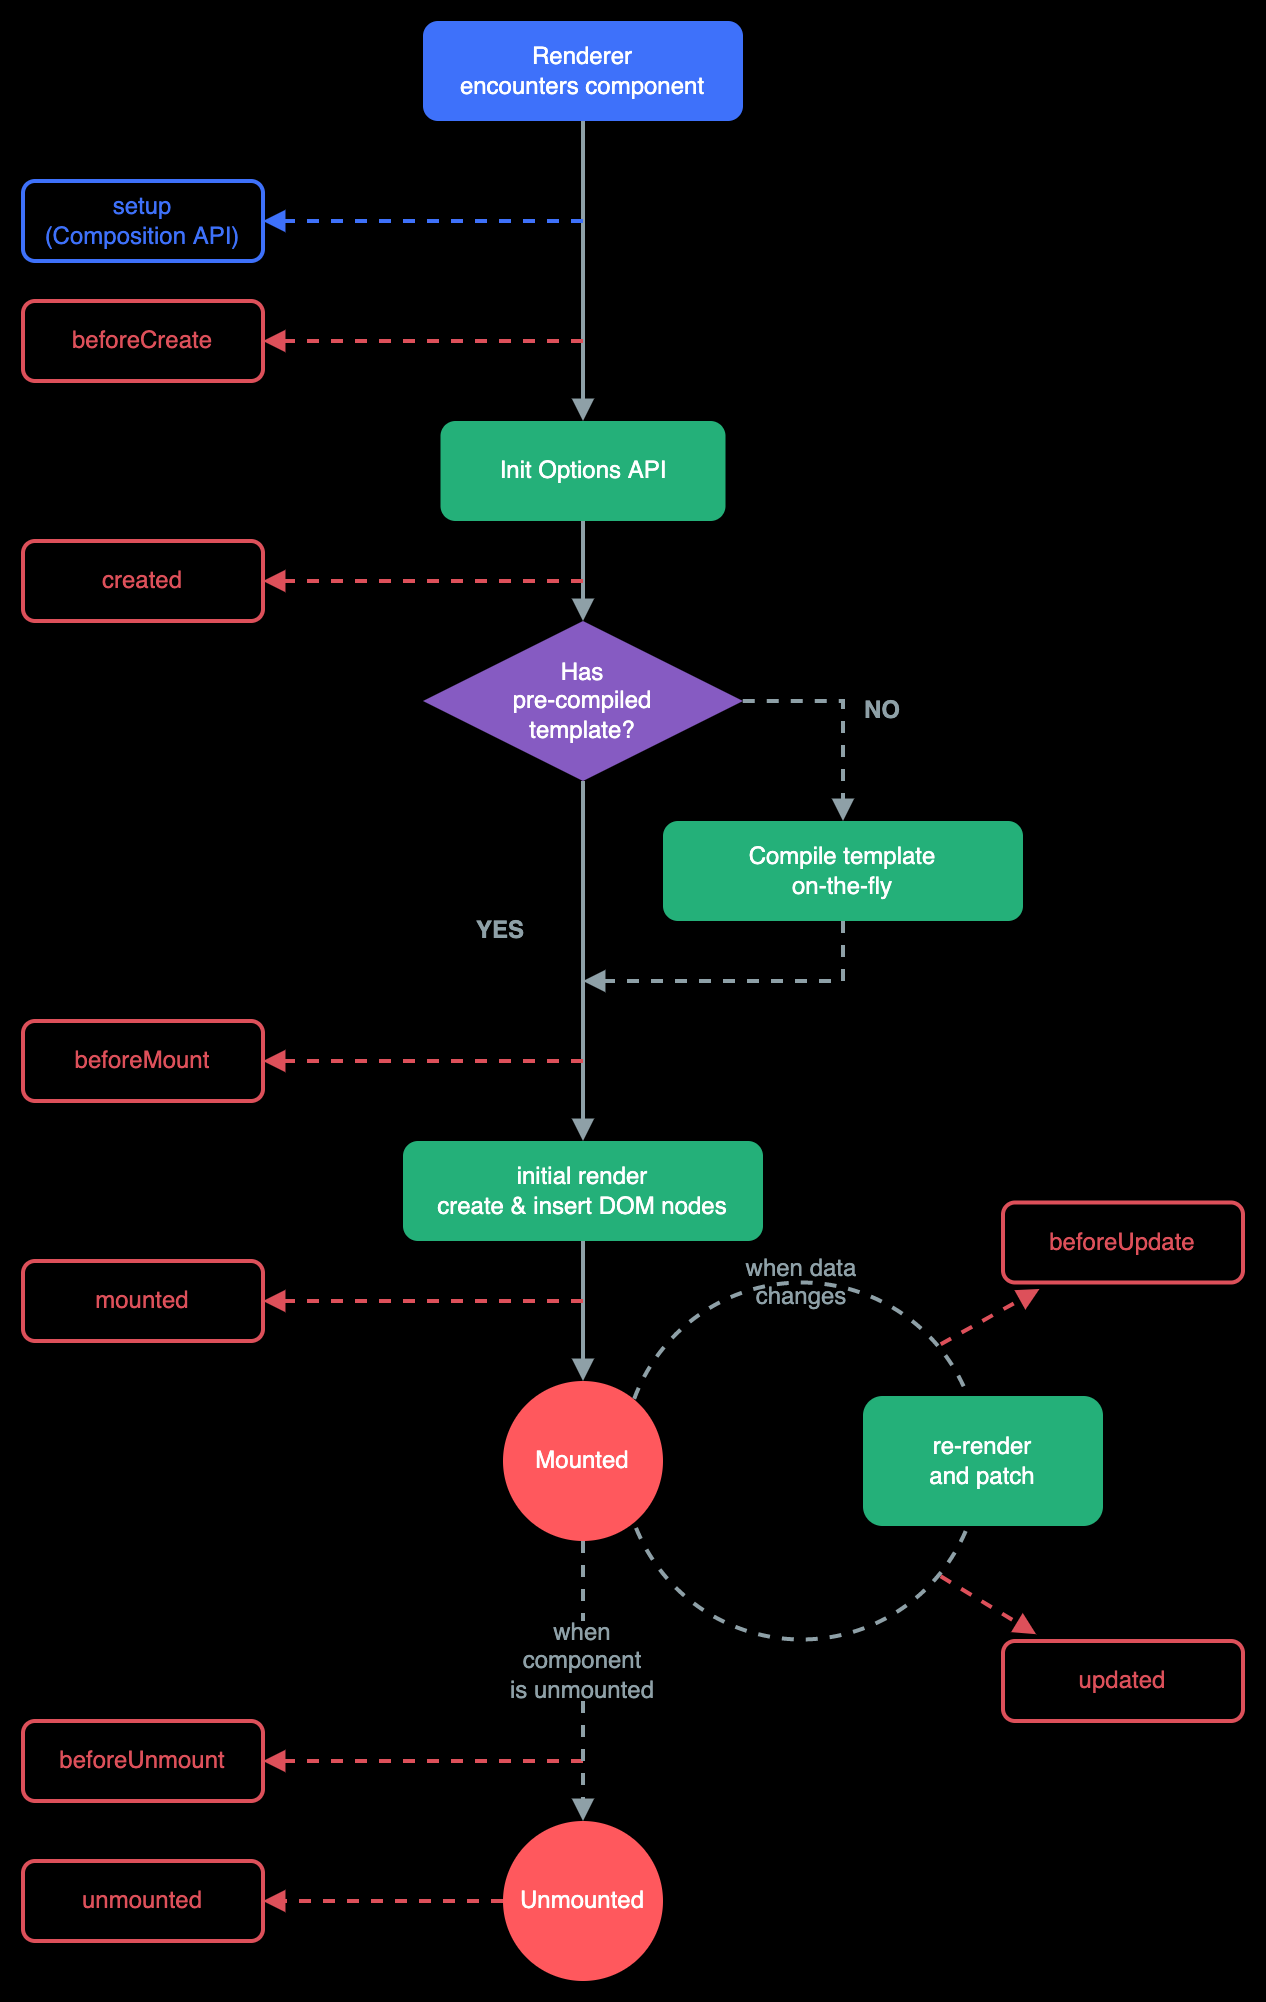 Renderer
encounters component
setup
(Composition API)
beforeCreate
Init Options API
created
Has
pre-compiled
template?
NO
Compile template
on-the-fly
YES
beforeMount
initial render
create & insert DOM nodes
beforeUpdate
when data
changes
mounted
Mounted
re-render
and patch
when
component
is unmounted
updated
beforeUnmount
unmounted
Unmounted